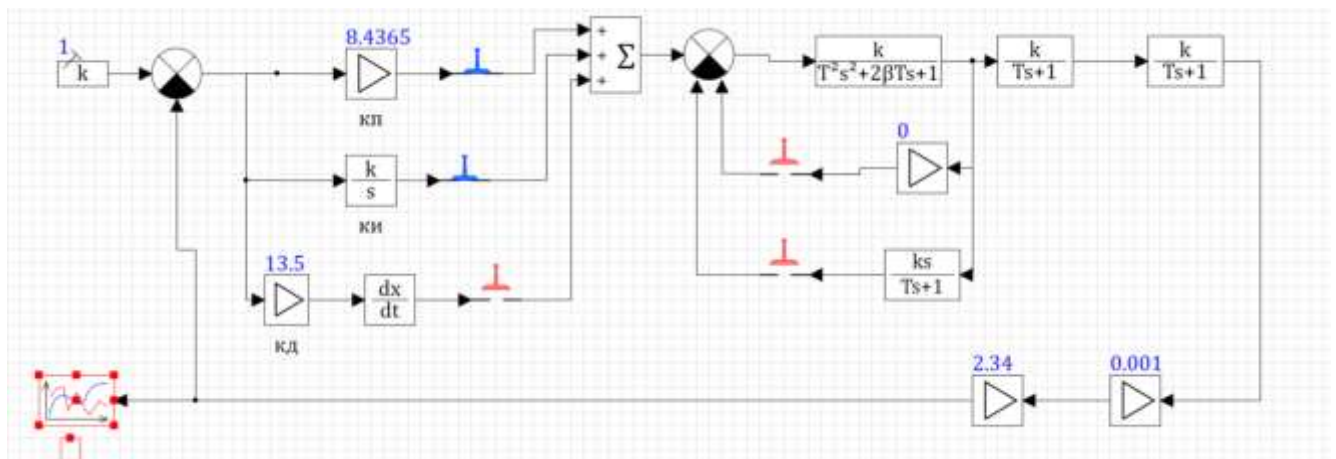 1
k
8.4365
кп
k
s
ки
13.5
dx
dt
кд
+
+
+
Σ
k
T²s²+2βTs+1
k
Ts+1
k
Ts+1
0
ks
Ts+1
2.34
0.001